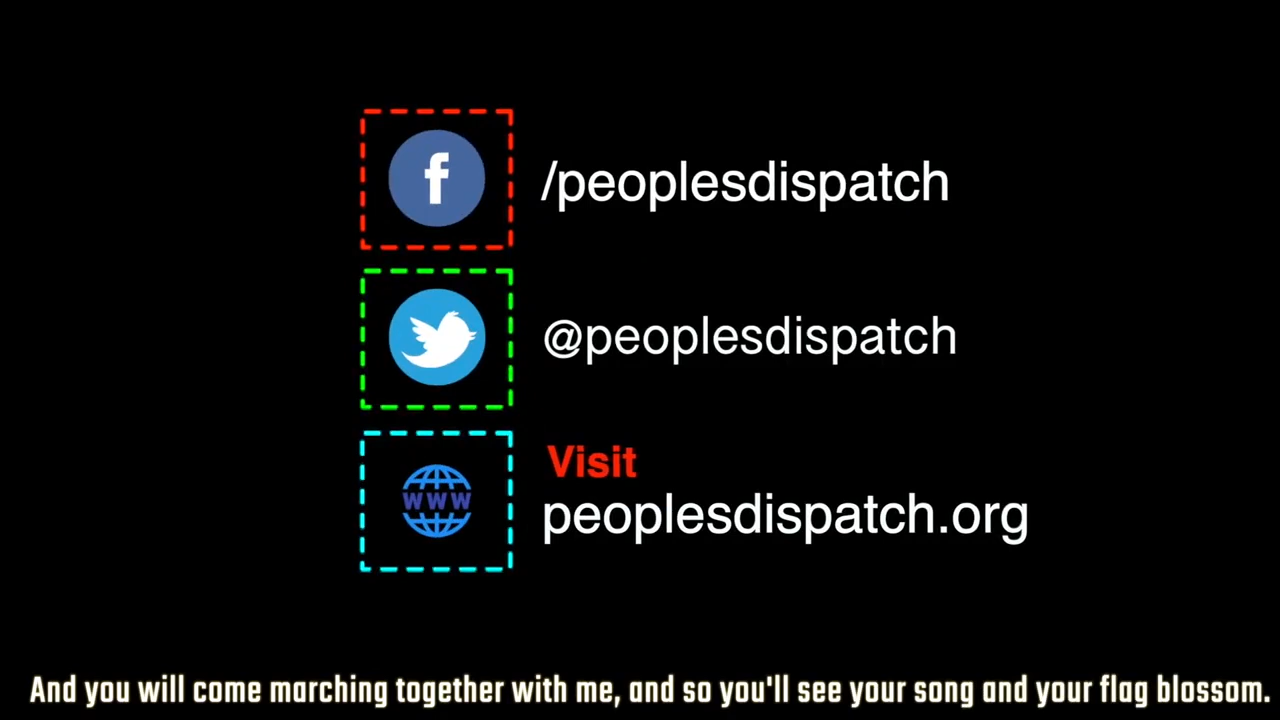 f
/peoplesdispatch
@peoplesdispatch
Visit
www
peoplesdispatch.org
And you will come marching together with me, and so you'll see your song and your flag blossom.